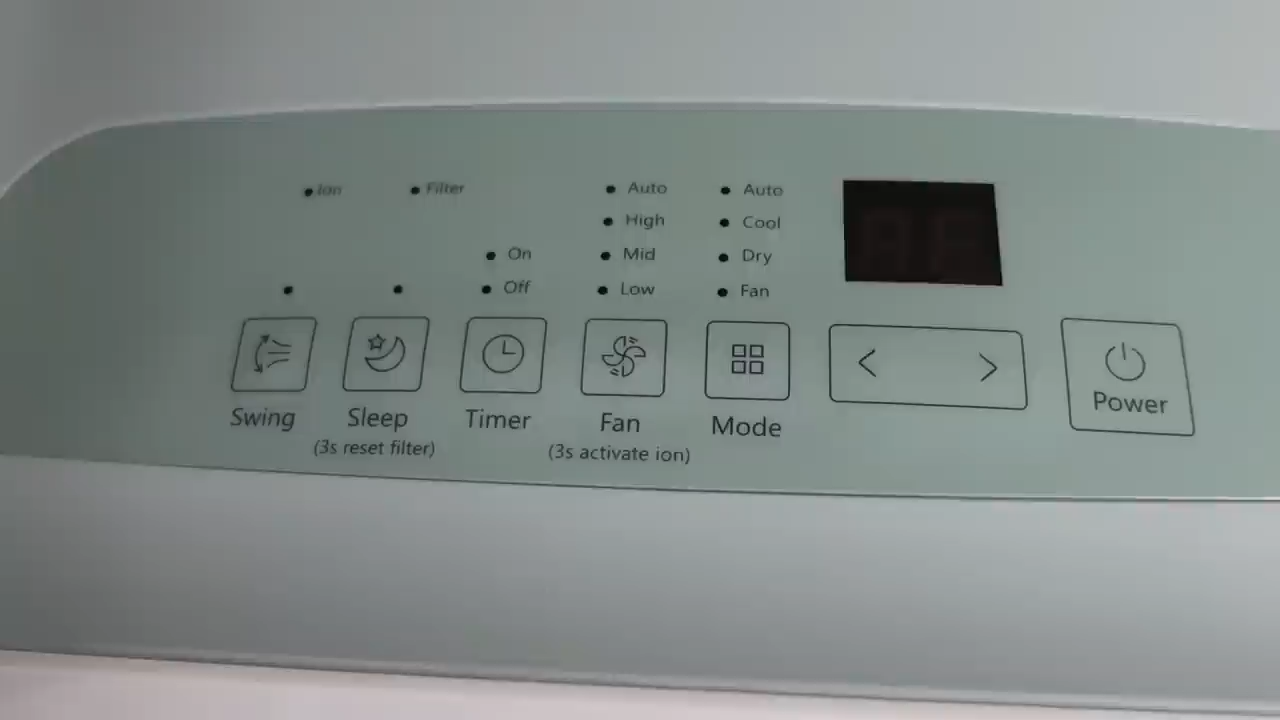 Ion Filter Auto Auto
High Cool
On Mid Dry
Off Low Fan
Swing Sleep Timer Fan Mode < > Power
(3s reset filter) (3s activate ion)